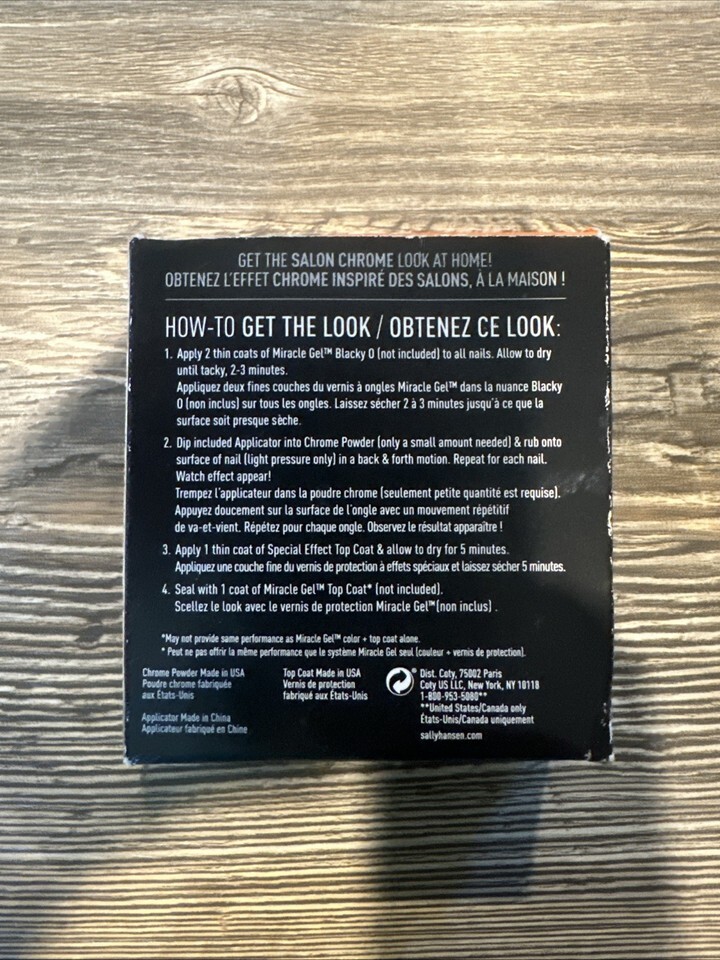 GET THE SALON CHROME LOOK AT HOME!
OBTENEZ L'EFFET CHROME INSPIRÉ DES SALONS, À LA MAISON !
HOW-TO GET THE LOOK / OBTENEZ CE LOOK:
1. Apply 2 thin coats of Miracle Gel™ Blacky O (not included) to all nails. Allow to dry
until tacky, 2-3 minutes.
Appliquez deux fines couches du vernis à ongles Miracle Gel™ dans la nuance Blacky
O (non inclus) sur tous les ongles. Laissez sécher 2 à 3 minutes jusqu'à ce que la
surface soit presque sèche.
2. Dip included Applicator into Chrome Powder (only a small amount needed) & rub onto
surface of nail (light pressure only) in a back & forth motion. Repeat for each nail.
Watch effect appear!
Trempez l'applicateur dans la poudre chrome (seulement petite quantité est requise).
Appuyez doucement sur la surface de l'ongle avec un mouvement répétitif
de va-et-vient. Répétez pour chaque ongle. Observez le résultat apparaître !
3. Apply 1 thin coat of Special Effect Top Coat & allow to dry for 5 minutes.
Appliquez une couche fine du vernis de protection à effets spéciaux et laissez sécher 5 minutes.
4. Seal with 1 coat of Miracle Gel™ Top Coat* (not included).
Scellez le look avec le vernis de protection Miracle Gel™(non inclus) .
*May not provide same performance as Miracle Gel™ color + top coat alone.
* Peut ne pas offrir la même performance que le système Miracle Gel seul (couleur + vernis de protection).
Chrome Powder Made in USA
Poudre chrome fabriquée
aux États-Unis
Applicator Made in China
Applicateur fabriqué en Chine
Top Coat Made in USA
Vernis de protection
fabriqué aux États-Unis
® Dist. Coty, 75002 Paris
Coty US LLC, New York, NY 10118
1-800-953-5080**
**United States/Canada only
États-Unis/Canada uniquement
sallyhansen.com